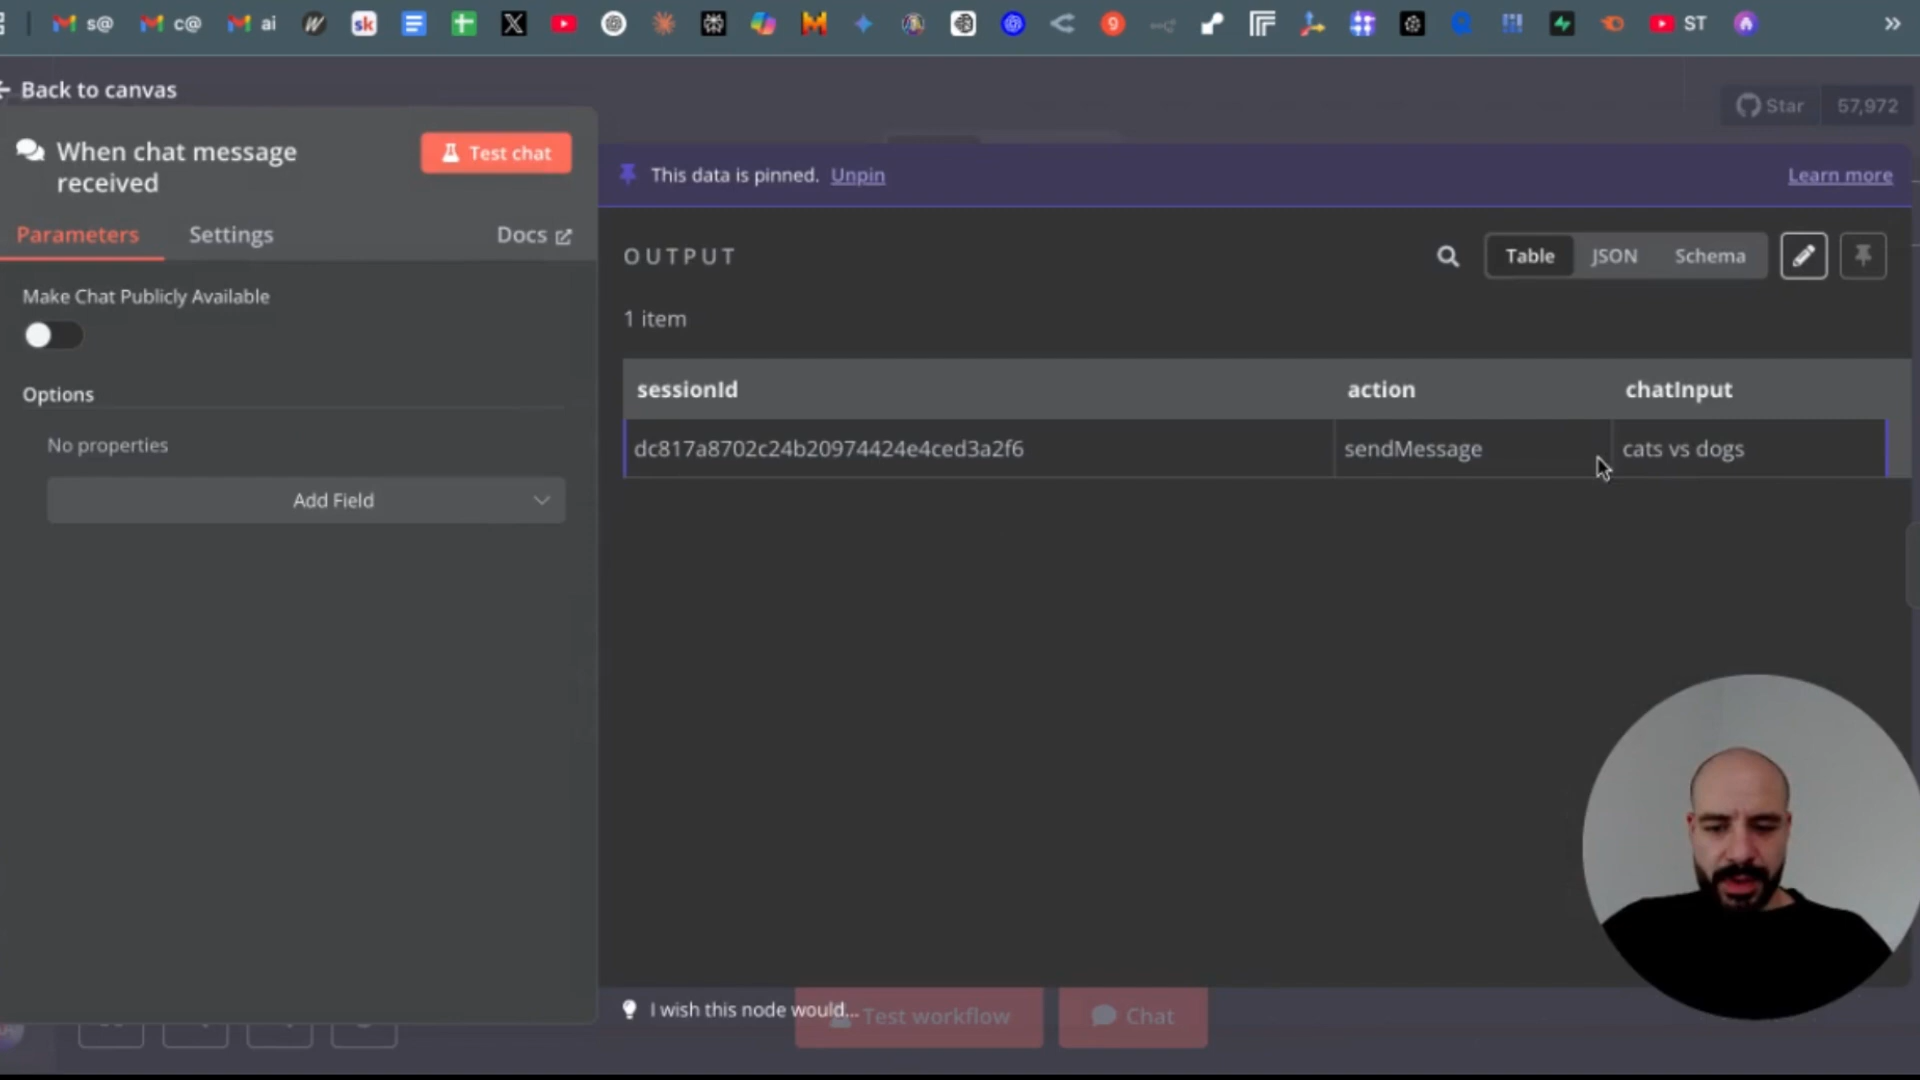 s@ c@ ai sk 9 ST »
Back to canvas
Star 57,972
When chat message
received
Test chat
This data is pinned. Unpin
Learn more
Parameters Settings Docs
OUTPUT
Table JSON Schema
Make Chat Publicly Available
1 item
Options
sessionId action chatInput
No properties
dc817a8702c24b20974424e4ced3a2f6 sendMessage cats vs dogs
Add Field
I wish this node would...
Test workflow
Chat